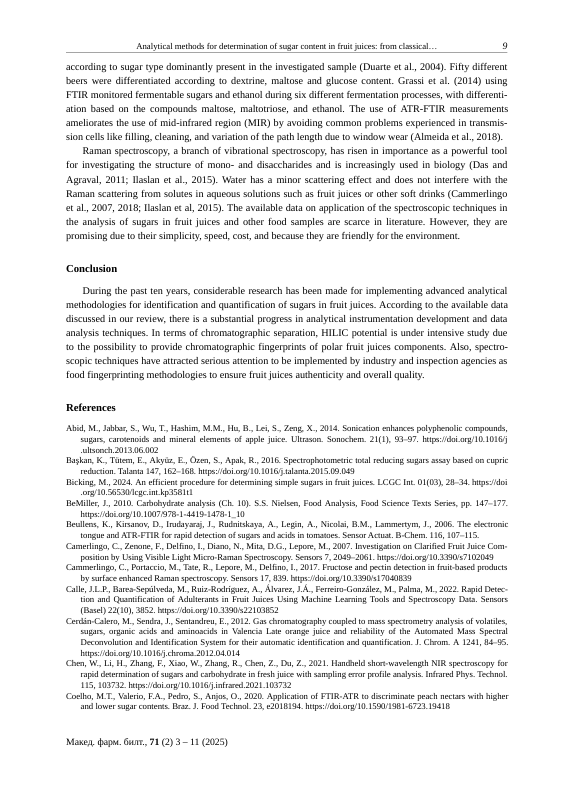 Analytical methods for determination of sugar content in fruit juices: from classical… 9
according to sugar type dominantly present in the investigated sample (Duarte et al., 2004). Fifty different
beers were differentiated according to dextrine, maltose and glucose content. Grassi et al. (2014) using
FTIR monitored fermentable sugars and ethanol during six different fermentation processes, with differenti-
ation based on the compounds maltose, maltotriose, and ethanol. The use of ATR-FTIR measurements
ameliorates the use of mid-infrared region (MIR) by avoiding common problems experienced in transmis-
sion cells like filling, cleaning, and variation of the path length due to window wear (Almeida et al., 2018).
Raman spectroscopy, a branch of vibrational spectroscopy, has risen in importance as a powerful tool
for investigating the structure of mono- and disaccharides and is increasingly used in biology (Das and
Agraval, 2011; Ilaslan et al., 2015). Water has a minor scattering effect and does not interfere with the
Raman scattering from solutes in aqueous solutions such as fruit juices or other soft drinks (Cammerlingo
et al., 2007, 2018; Ilaslan et al, 2015). The available data on application of the spectroscopic techniques in
the analysis of sugars in fruit juices and other food samples are scarce in literature. However, they are
promising due to their simplicity, speed, cost, and because they are friendly for the environment.
Conclusion
During the past ten years, considerable research has been made for implementing advanced analytical
methodologies for identification and quantification of sugars in fruit juices. According to the available data
discussed in our review, there is a substantial progress in analytical instrumentation development and data
analysis techniques. In terms of chromatographic separation, HILIC potential is under intensive study due
to the possibility to provide chromatographic fingerprints of polar fruit juices components. Also, spectro-
scopic techniques have attracted serious attention to be implemented by industry and inspection agencies as
food fingerprinting methodologies to ensure fruit juices authenticity and overall quality.
References
Abid, M., Jabbar, S., Wu, T., Hashim, M.M., Hu, B., Lei, S., Zeng, X., 2014. Sonication enhances polyphenolic compounds,
sugars, carotenoids and mineral elements of apple juice. Ultrason. Sonochem. 21(1), 93–97. https://doi.org/10.1016/j
.ultsonch.2013.06.002
Başkan, K., Tütem, E., Akyüz, E., Özen, S., Apak, R., 2016. Spectrophotometric total reducing sugars assay based on cupric
reduction. Talanta 147, 162–168. https://doi.org/10.1016/j.talanta.2015.09.049
Bicking, M., 2024. An efficient procedure for determining simple sugars in fruit juices. LCGC Int. 01(03), 28–34. https://doi
.org/10.56530/lcgc.int.kp3581t1
BeMiller, J., 2010. Carbohydrate analysis (Ch. 10). S.S. Nielsen, Food Analysis, Food Science Texts Series, pp. 147–177.
https://doi.org/10.1007/978-1-4419-1478-1_10
Beullens, K., Kirsanov, D., Irudayaraj, J., Rudnitskaya, A., Legin, A., Nicolai, B.M., Lammertym, J., 2006. The electronic
tongue and ATR-FTIR for rapid detection of sugars and acids in tomatoes. Sensor Actuat. B-Chem. 116, 107–115.
Camerlingo, C., Zenone, F., Delfino, I., Diano, N., Mita, D.G., Lepore, M., 2007. Investigation on Clarified Fruit Juice Com-
position by Using Visible Light Micro-Raman Spectroscopy. Sensors 7, 2049–2061. https://doi.org/10.3390/s7102049
Cammerlingo, C., Portaccio, M., Tate, R., Lepore, M., Delfino, I., 2017. Fructose and pectin detection in fruit-based products
by surface enhanced Raman spectroscopy. Sensors 17, 839. https://doi.org/10.3390/s17040839
Calle, J.L.P., Barea-Sepúlveda, M., Ruiz-Rodríguez, A., Álvarez, J.Á., Ferreiro-González, M., Palma, M., 2022. Rapid Detec-
tion and Quantification of Adulterants in Fruit Juices Using Machine Learning Tools and Spectroscopy Data. Sensors
(Basel) 22(10), 3852. https://doi.org/10.3390/s22103852
Cerdán-Calero, M., Sendra, J., Sentandreu, E., 2012. Gas chromatography coupled to mass spectrometry analysis of volatiles,
sugars, organic acids and aminoacids in Valencia Late orange juice and reliability of the Automated Mass Spectral
Deconvolution and Identification System for their automatic identification and quantification. J. Chrom. A 1241, 84–95.
https://doi.org/10.1016/j.chroma.2012.04.014
Chen, W., Li, H., Zhang, F., Xiao, W., Zhang, R., Chen, Z., Du, Z., 2021. Handheld short-wavelength NIR spectroscopy for
rapid determination of sugars and carbohydrate in fresh juice with sampling error profile analysis. Infrared Phys. Technol.
115, 103732. https://doi.org/10.1016/j.infrared.2021.103732
Coelho, M.T., Valerio, F.A., Pedro, S., Anjos, O., 2020. Application of FTIR-ATR to discriminate peach nectars with higher
and lower sugar contents. Braz. J. Food Technol. 23, e2018194. https://doi.org/10.1590/1981-6723.19418
Макед. фарм. билт., 71 (2) 3 – 11 (2025)